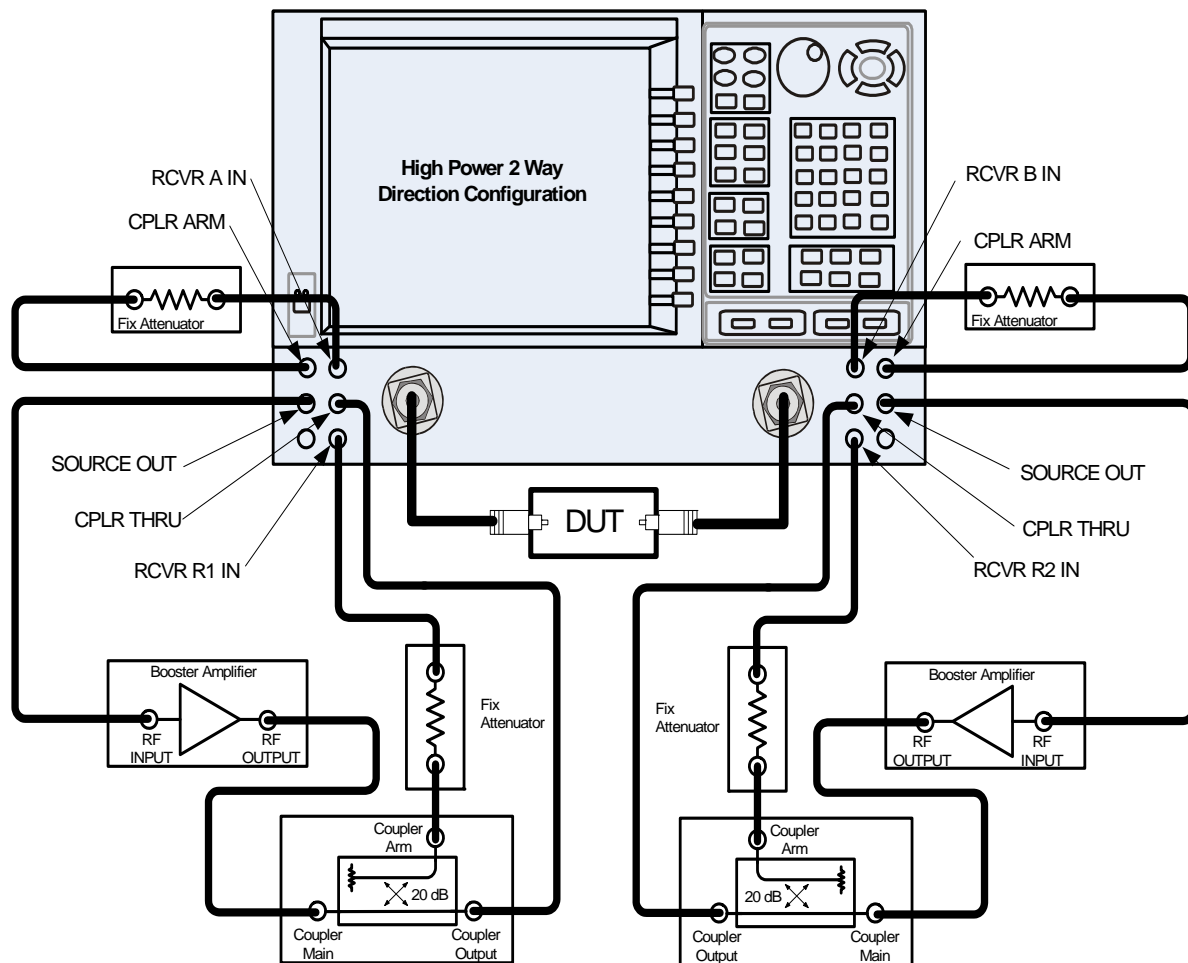 High Power 2 Way
Direction Configuration
RCVR A IN
CPLR ARM
RCVR B IN
CPLR ARM
Fix Attenuator
Fix Attenuator
SOURCE OUT
CPLR THRU
RCVR R1 IN
DUT
SOURCE OUT
CPLR THRU
RCVR R2 IN
Booster Amplifier
RF
INPUT
RF
OUTPUT
Fix
Attenuator
Fix
Attenuator
Booster Amplifier
RF
OUTPUT
RF
INPUT
Coupler
Arm
20 dB
Coupler
Main
Coupler
Output
Coupler
Arm
20 dB
Coupler
Output
Coupler
Main